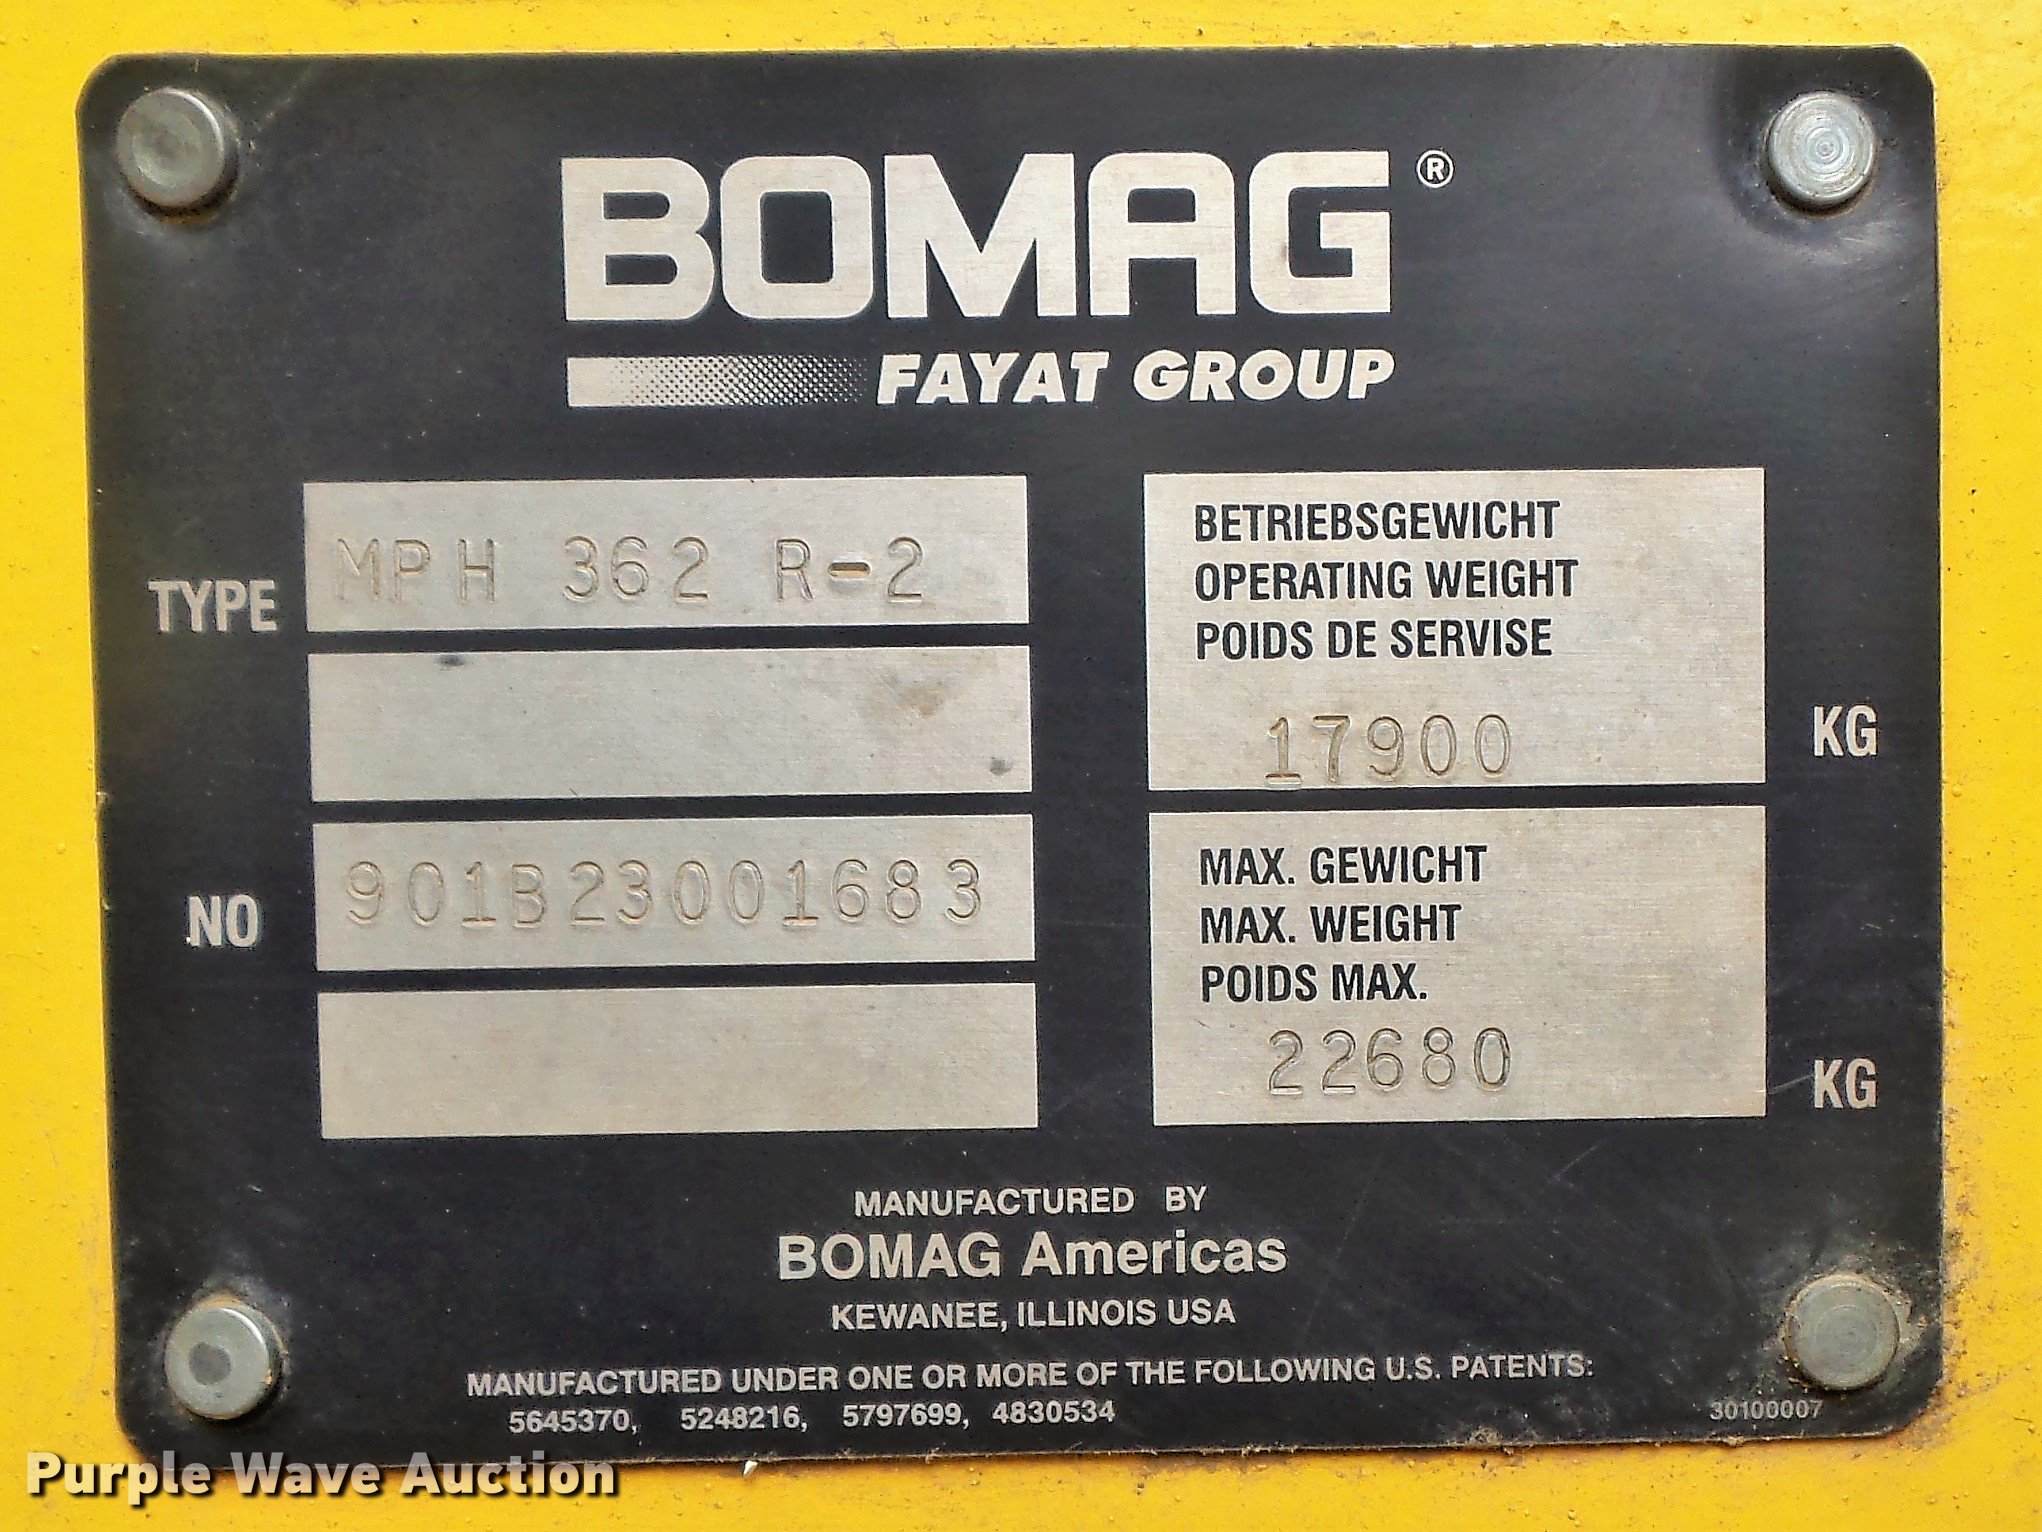 BOMAG®
FAYAT GROUP
TYPE
MPH 362 R-2
NO
901B23001683
BETRIEBSGEWICHT
OPERATING WEIGHT
POIDS DE SERVISE
17900
KG
MAX. GEWICHT
MAX. WEIGHT
POIDS MAX.
22680
KG
MANUFACTURED BY
BOMAG Americas
KEWANEE, ILLINOIS USA
MANUFACTURED UNDER ONE OR MORE OF THE FOLLOWING U.S. PATENTS:
5645370, 5248216, 5797699, 4830534
30100007
Purple Wave Auction